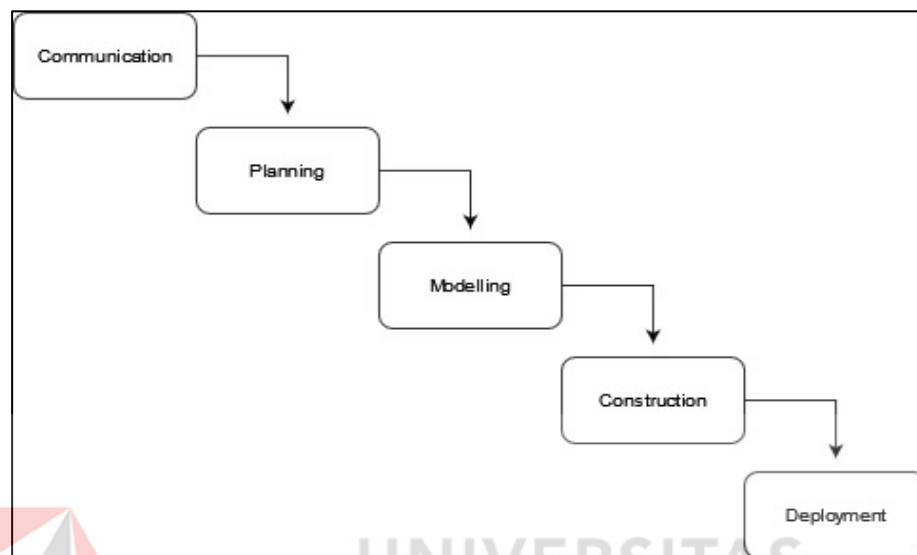 Communication
Planning
Modelling
Construction
Deployment
UNIVERSITAS